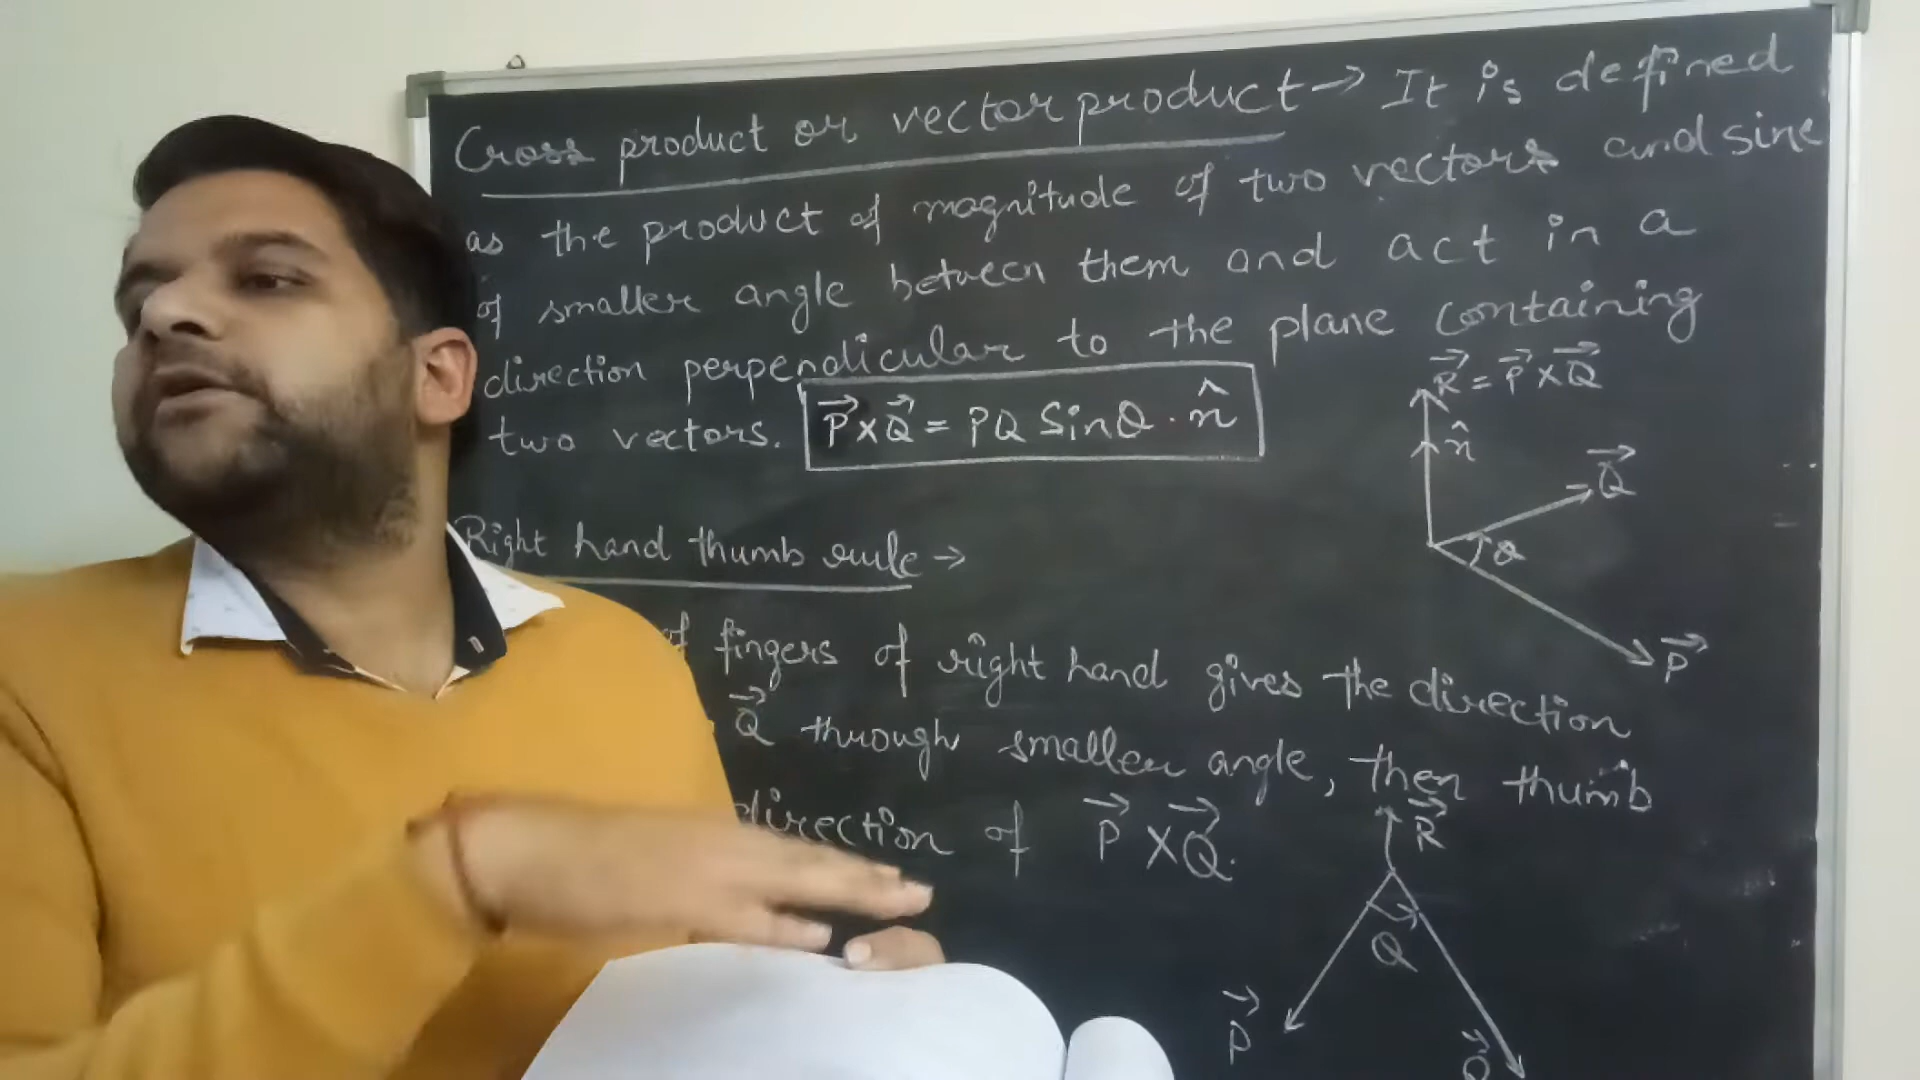 Cross product or vector product → It is defined
as the product of magnitude of two vectors and sine
of smaller angle between them and act in a
direction perpendicular to the plane containing
two vectors. P⃗ x Q⃗ = PQ Sinθ · n̂
R⃗ = P⃗ x Q⃗
n̂
Q⃗
θ
P⃗
Right hand thumb rule →
of fingers of right hand gives the direction
Q⃗ through smaller angle, then thumb
direction of P⃗ x Q⃗.
R⃗
θ
P⃗
Q⃗